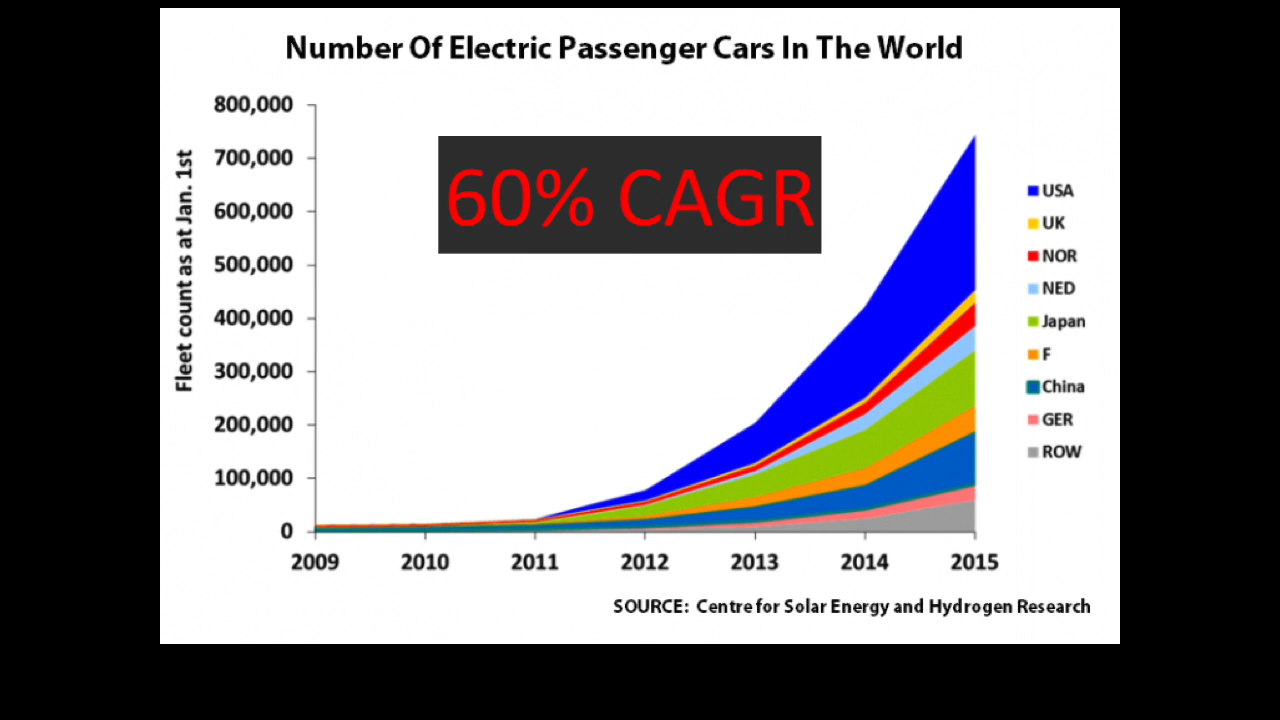 Number Of Electric Passenger Cars In The World
Fleet count as at Jan. 1st
800,000
700,000
600,000
500,000
400,000
300,000
200,000
100,000
0
60% CAGR
USA
UK
NOR
NED
Japan
F
China
GER
ROW
2009 2010 2011 2012 2013 2014 2015
SOURCE: Centre for Solar Energy and Hydrogen Research